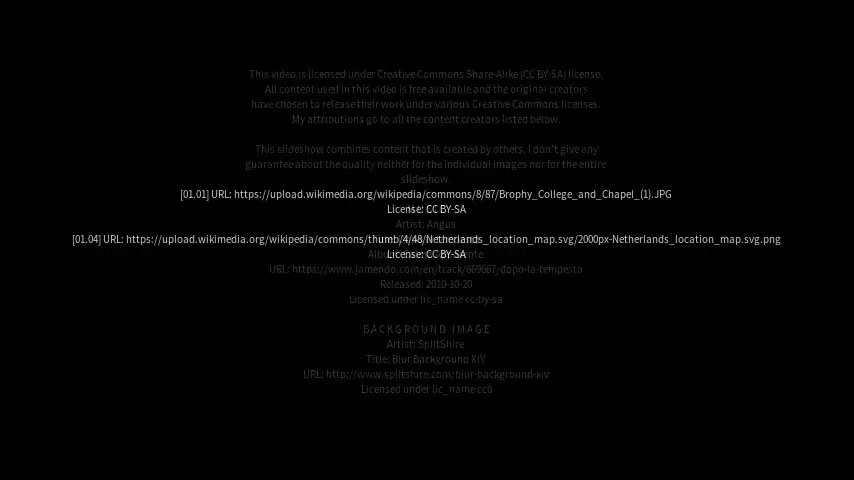 This video is licensed under Creative Commons Share-Alike (CC BY-SA) license.
All content used in this video is free available and the original creators
have chosen to release their work under various Creative Commons licenses.
My attributions go to all the content creators listed below.
This slideshow combines content that is created by others. I don't give any
guarantee about the quality neither for the individual images nor for the entire
slideshow.
[01.01] URL: https://upload.wikimedia.org/wikipedia/commons/8/87/Brophy_College_and_Chapel_(1).JPG
License: CC BY-SA
Artist: Angus
[01.04] URL: https://upload.wikimedia.org/wikipedia/commons/thumb/4/48/Netherlands_location_map.svg/2000px-Netherlands_location_map.svg.png
License: CC BY-SA
URL: https://www.jamendo.com/en/track/669667/dopo-la-tempesta
Released: 2010-10-20
Licensed under lic_name cc-by-sa
BACKGROUND IMAGE
Artist: SplitShire
Title: Blur Background XIV
URL: http://www.splitshire.com/blur-background-xiv
Licensed under lic_name cc0